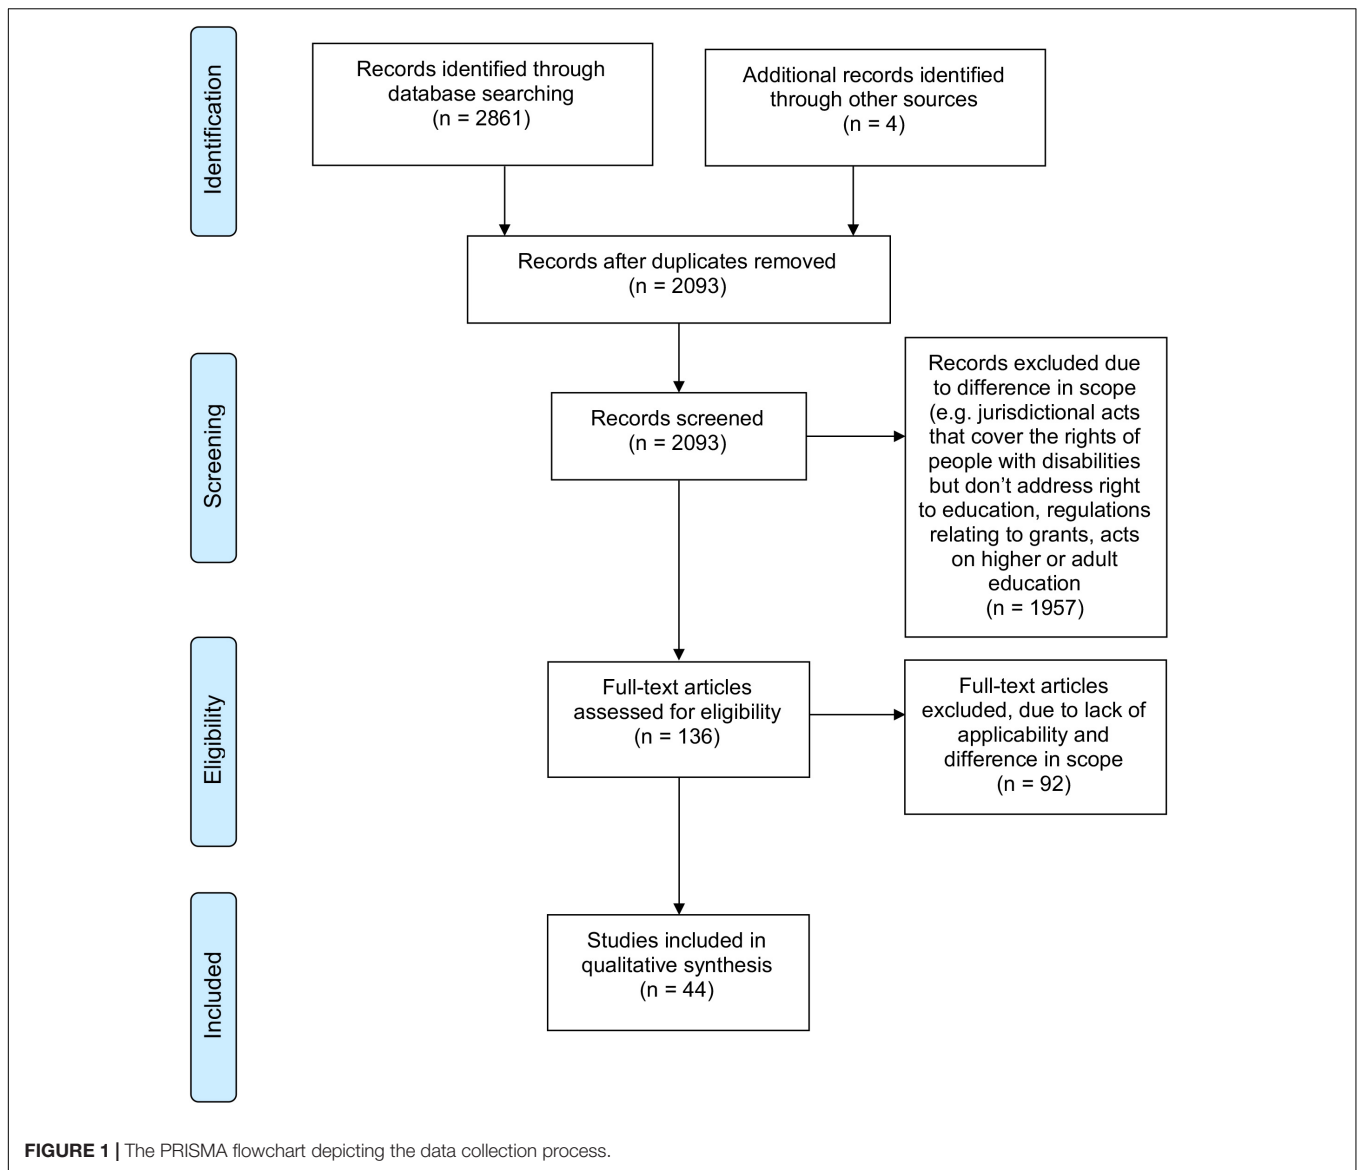 Identification
Records identified through
database searching
(n = 2861)
Additional records identified
through other sources
(n = 4)
Records after duplicates removed
(n = 2093)
Screening
Records screened
(n = 2093)
Records excluded due
to difference in scope
(e.g. jurisdictional acts
that cover the rights of
people with disabilities
but don’t address right
to education, regulations
relating to grants, acts
on higher or adult
education
(n = 1957)
Eligibility
Full-text articles
assessed for eligibility
(n = 136)
Full-text articles
excluded, due to lack of
applicability and
difference in scope
(n = 92)
Included
Studies included in
qualitative synthesis
(n = 44)
FIGURE 1 | The PRISMA flowchart depicting the data collection process.